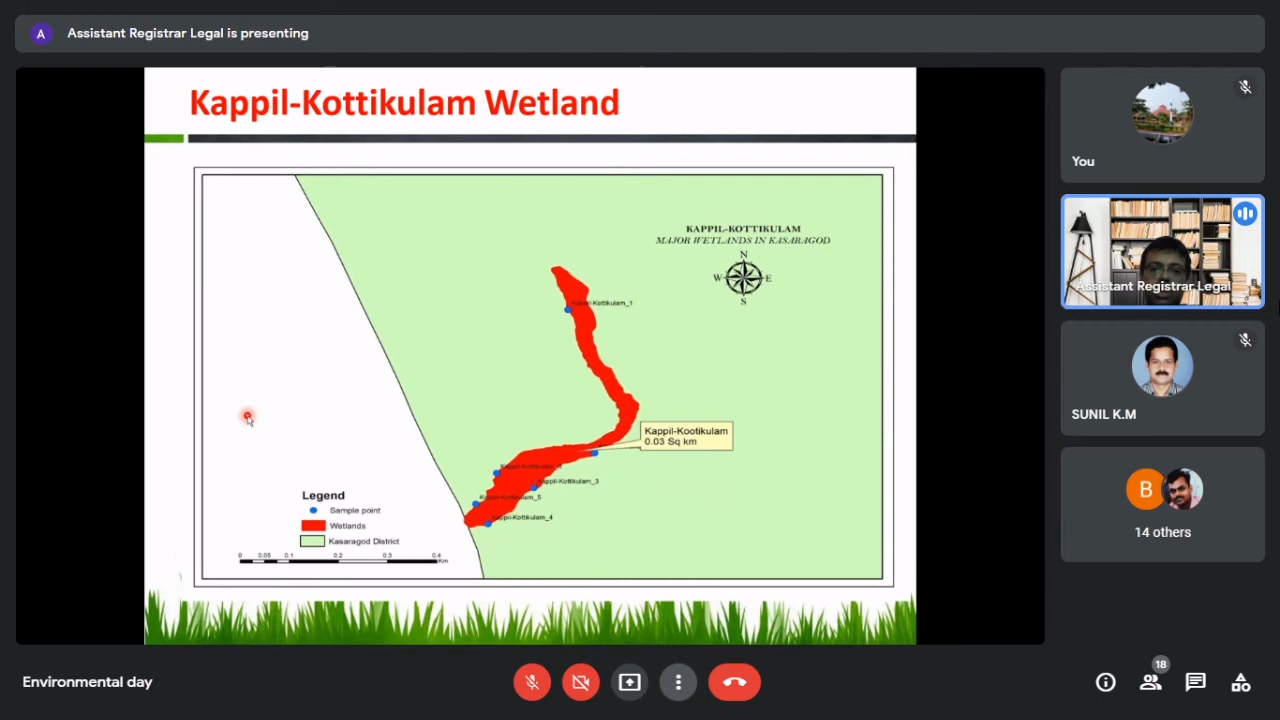 A
Assistant Registrar Legal is presenting
Kappil-Kottikulam Wetland
KAPPIL-KOTTIKULAM
MAJOR WETLANDS IN KASARAGOD
N
W
E
S
Kappil-Kottikulam_1
Kappil-Kootikulam
0.03 Sq km
Kappil-Kottikulam_3
Kappil-Kottikulam_5
Kappil-Kottikulam_4
Legend
Sample point
Wetlands
Kasaragod District
0 0.05 0.1 0.2 0.3 0.4
Km
You
Assistant Registrar Legal
SUNIL K.M
B
14 others
Environmental day
18